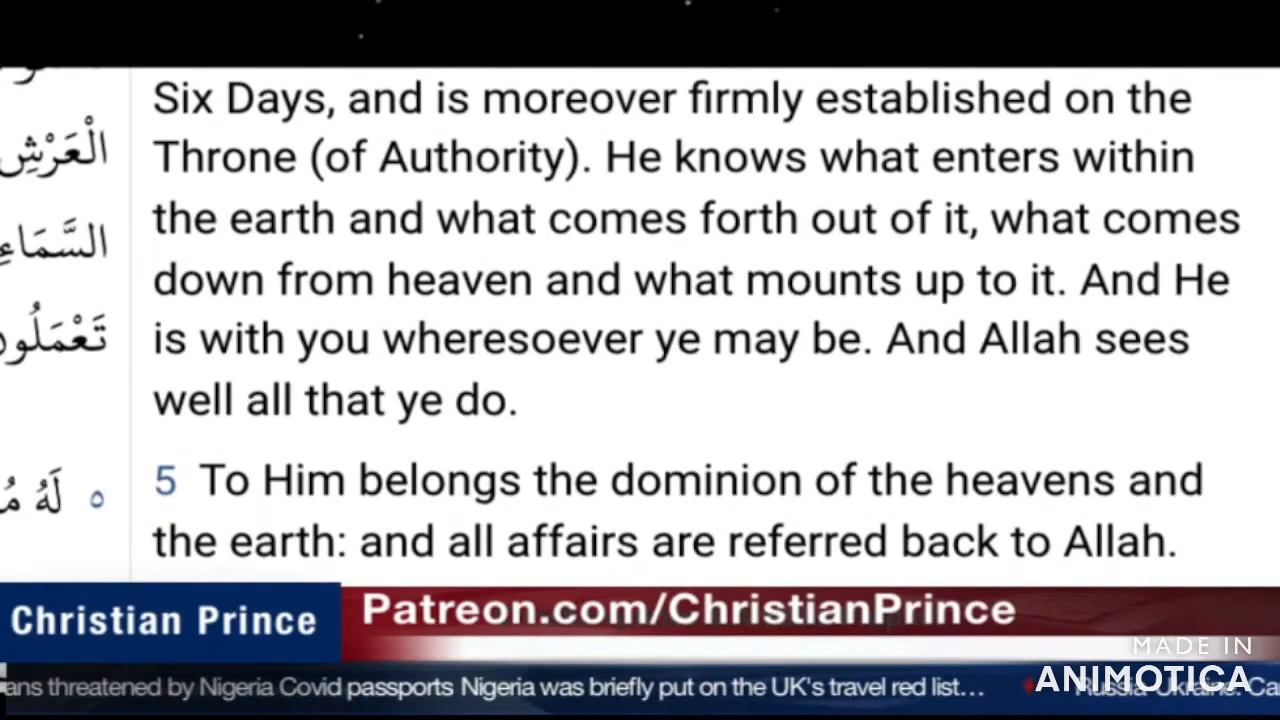 Six Days, and is moreover firmly established on the
الْعَرْشِ
Throne (of Authority). He knows what enters within
the earth and what comes forth out of it, what comes
السَّمَاءِ
down from heaven and what mounts up to it. And He
is with you wheresoever ye may be. And Allah sees
well all that ye do.
5 To Him belongs the dominion of the heavens and
٥ لَهُ
the earth: and all affairs are referred back to Allah.
Christian Prince
Patreon.com/ChristianPrince
MADE IN
ANIMOTICA
threatened by Nigeria Covid passports Nigeria was briefly put on the UK's travel red list…